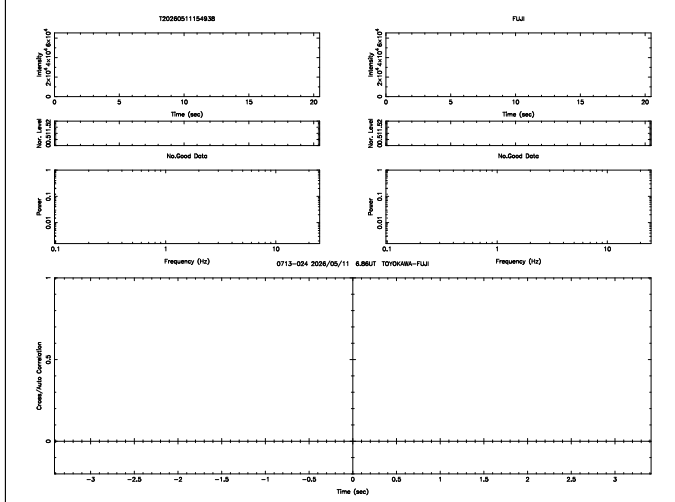 T20260511154938 FUJI
Intensity 0 2×10⁴ 4×10⁴ 6×10⁴
0 5 10 15 20
Time (sec)
Intensity 0 2×10⁴ 4×10⁴ 6×10⁴
0 5 10 15 20
Time (sec)
Nor. Level 00.511.52
Nor. Level 00.511.52
No.Good Data No.Good Data
Power 0.01 0.1 1
0.1 1 10
Frequency (Hz)
Power 0.01 0.1 1
0.1 1 10
Frequency (Hz)
0713-024 2026/05/11 6.86UT TOYOKAWA-FUJI
Cross/Auto Correlation 0 0.5 1
-3 -2.5 -2 -1.5 -1 -0.5 0 0.5 1 1.5 2 2.5 3
Time (sec)